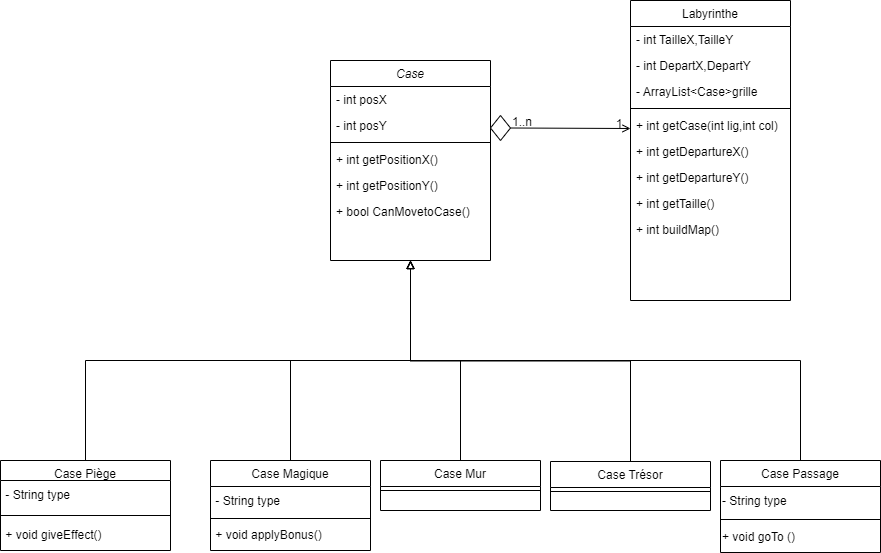 Labyrinthe
- int TailleX,TailleY
- int DepartX,DepartY
- ArrayList<Case>grille
+ int getCase(int lig,int col)
+ int getDepartureX()
+ int getDepartureY()
+ int getTaille()
+ int buildMap()
Case
- int posX
- int posY
+ int getPositionX()
+ int getPositionY()
+ bool CanMovetoCase()
1..n
1
Case Piège
- String type
+ void giveEffect()
Case Magique
- String type
+ void applyBonus()
Case Mur
Case Trésor
Case Passage
- String type
+ void goTo ()